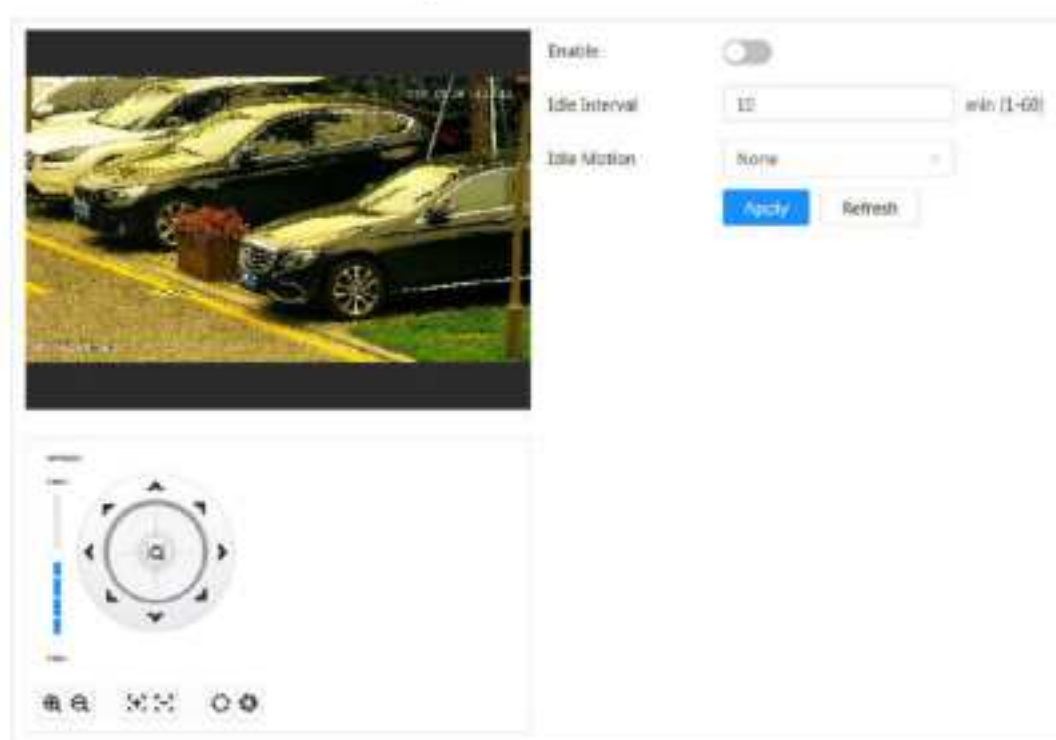 Enable
Idle Interval
10
min (1-60)
Idle Motion
None
Apply Refresh